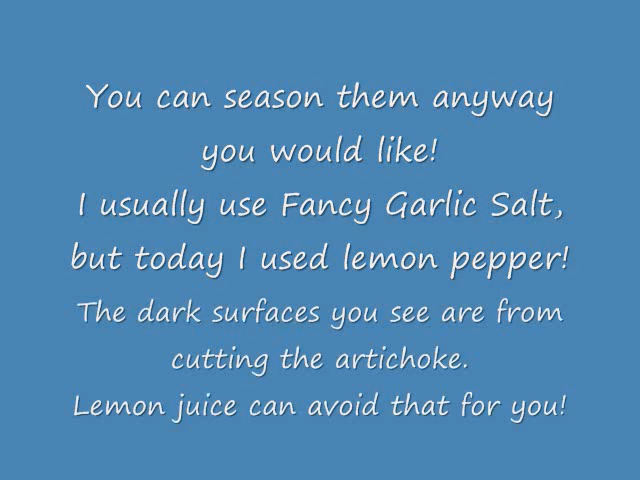 You can season them anyway
you would like!
I usually use Fancy Garlic Salt,
but today I used lemon pepper!
The dark surfaces you see are from
cutting the artichoke.
Lemon juice can avoid that for you!